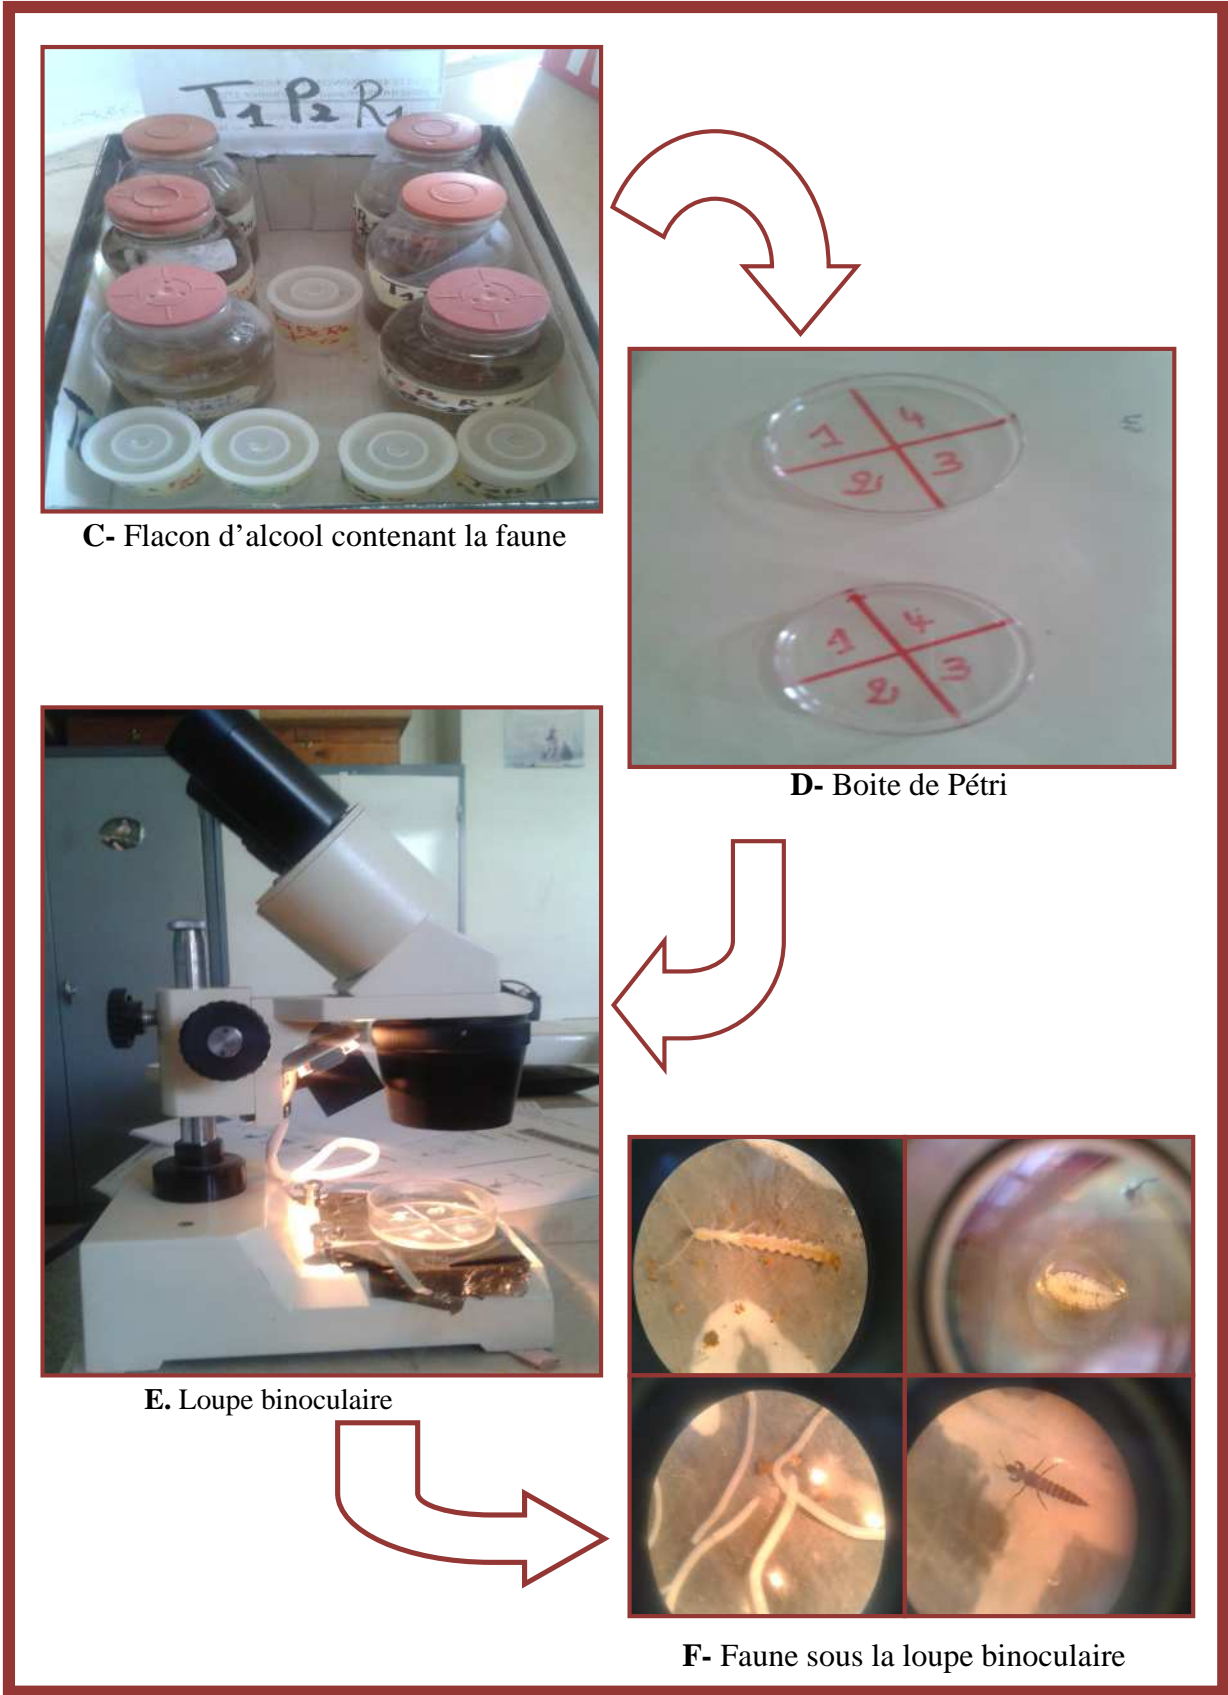 T1 P2 R1
C- Flacon d’alcool contenant la faune
1 4
2 3
1 4
2 3
D- Boite de Pétri
E. Loupe binoculaire
F- Faune sous la loupe binoculaire